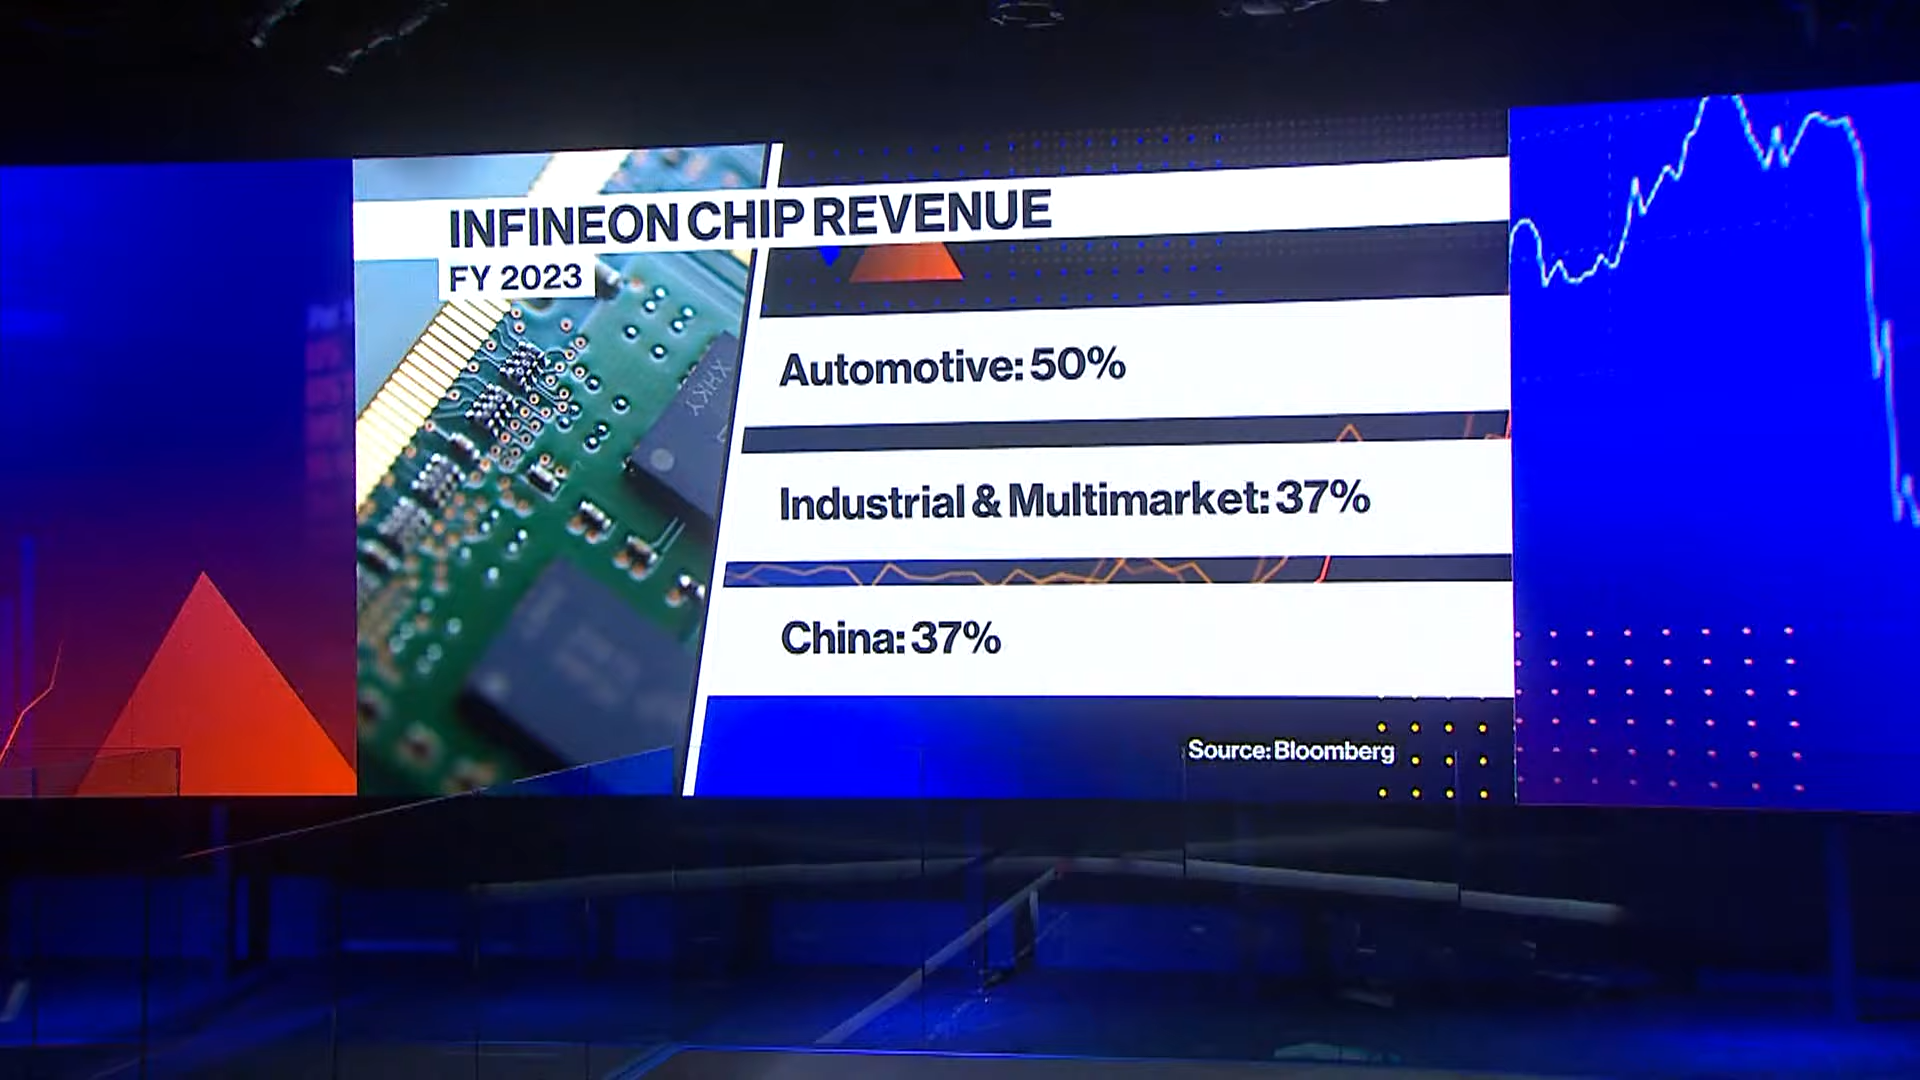 INFINEON CHIP REVENUE
FY 2023
Automotive: 50%
Industrial & Multimarket: 37%
China: 37%
Source: Bloomberg